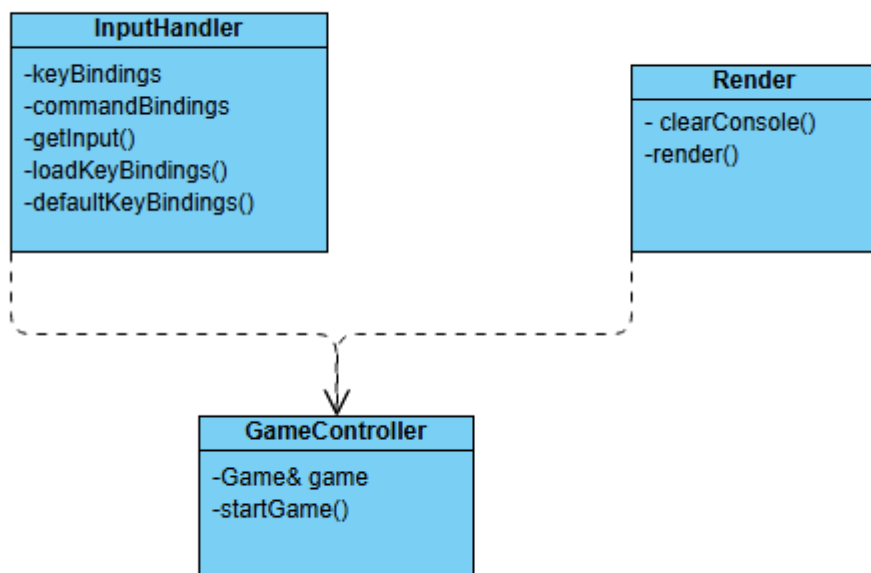 InputHandler
-keyBindings
-commandBindings
-getInput()
-loadKeyBindings()
-defaultKeyBindings()
Render
- clearConsole()
-render()
GameController
-Game& game
-startGame()